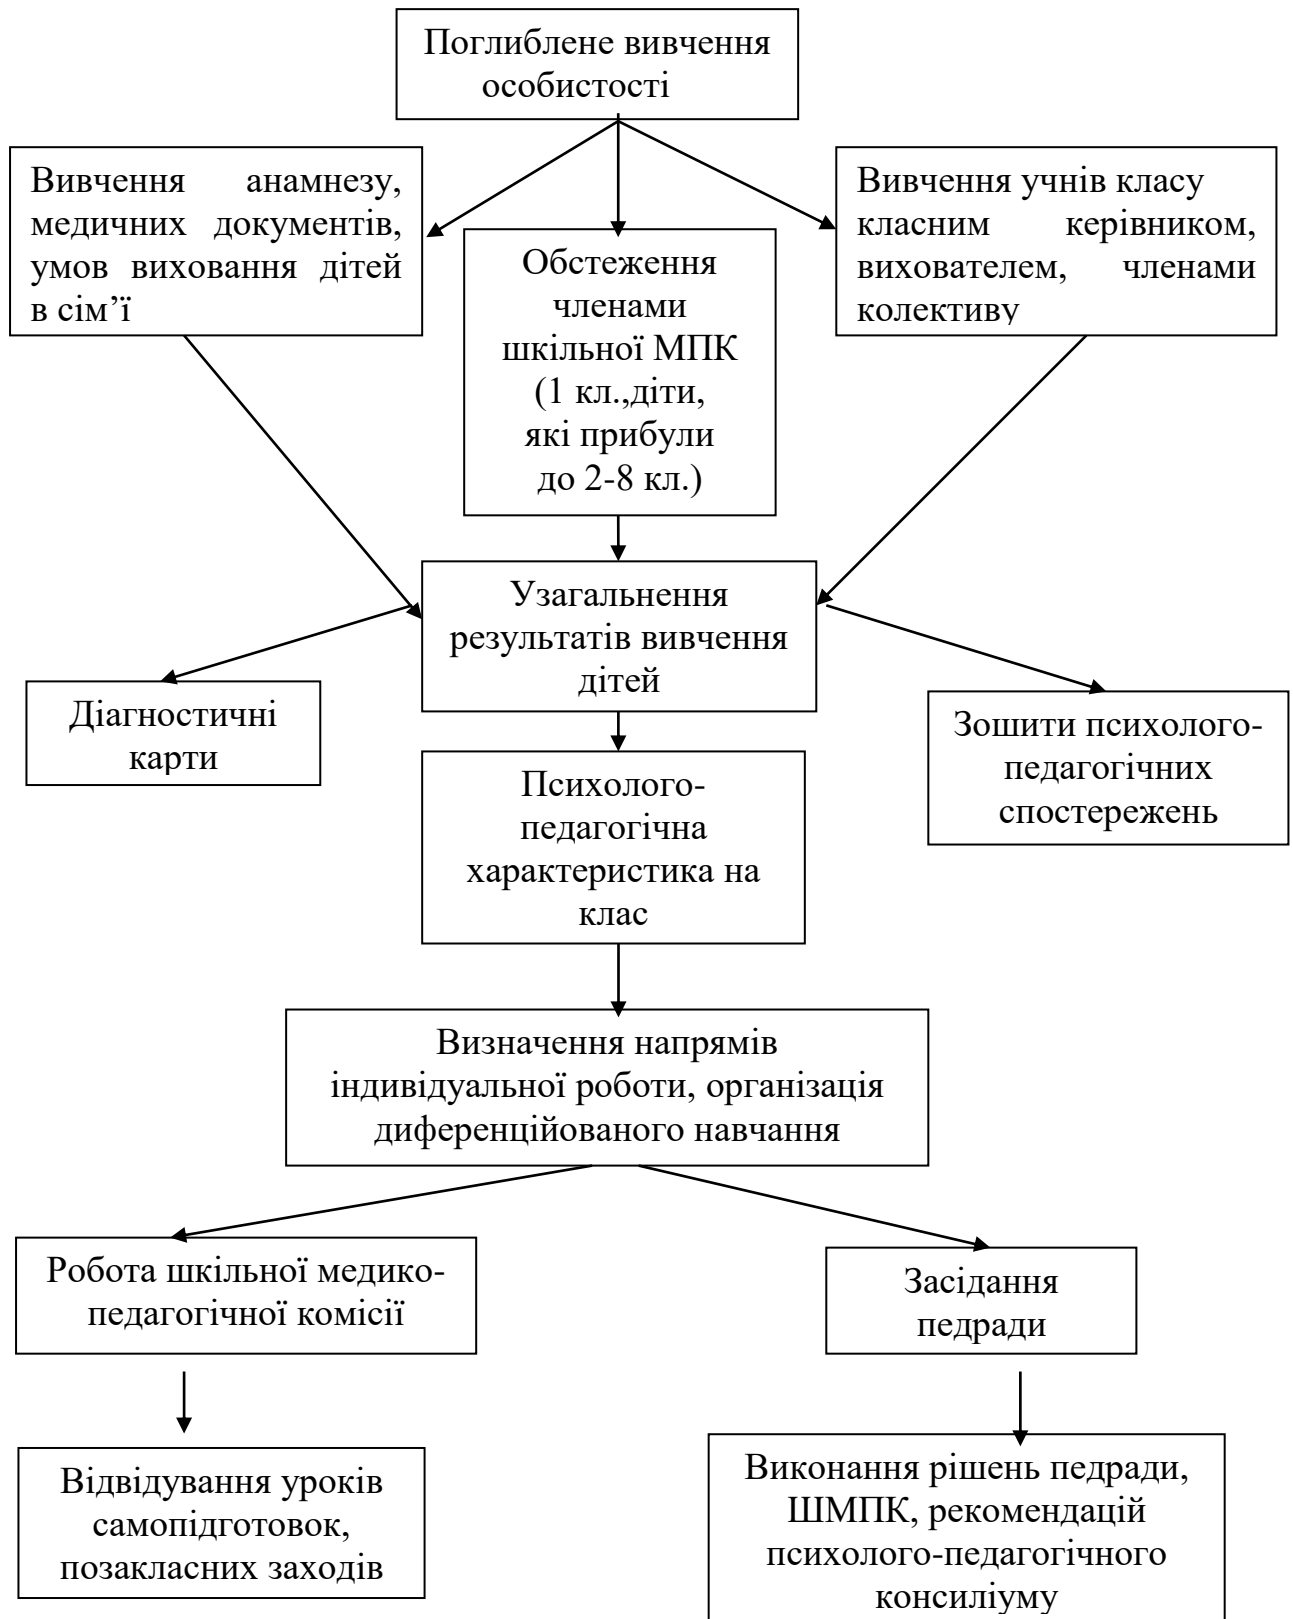 Поглиблене вивчення
особистості
Вивчення анамнезу,
медичних документів,
умов виховання дітей
в сім’ї
Обстеження
членами
шкільної МПК
(1 кл.,діти,
які прибули
до 2-8 кл.)
Вивчення учнів класу
класним керівником,
вихователем, членами
колективу
Узагальнення
результатів вивчення
дітей
Діагностичні
карти
Зошити психолого-
педагогічних
спостережень
Психолого-
педагогічна
характеристика на
клас
Визначення напрямів
індивідуальної роботи, організація
диференційованого навчання
Робота шкільної медико-
педагогічної комісії
Засідання
педради
Відвідування уроків
самопідготовок,
позакласних заходів
Виконання рішень педради,
ШМПК, рекомендацій
психолого-педагогічного
консиліуму